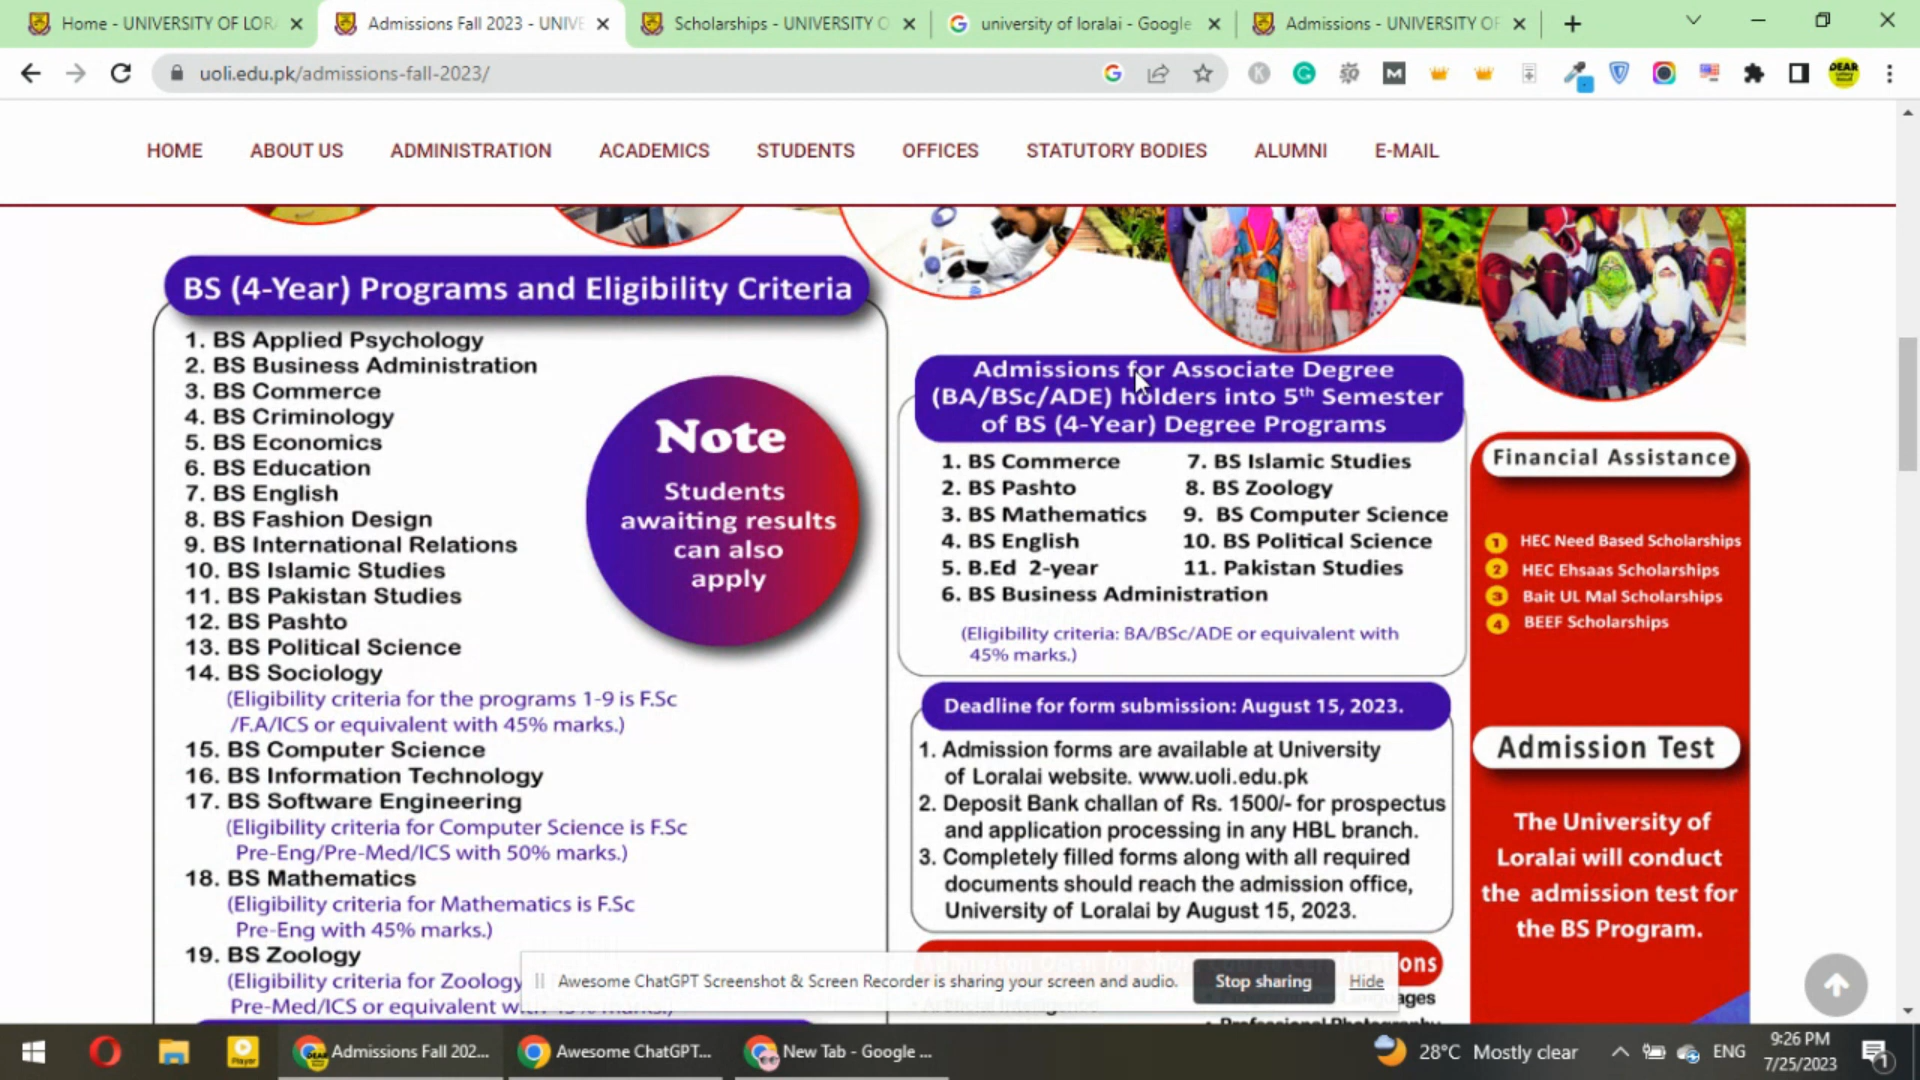 Home - UNIVERSITY OF LOR
Admissions Fall 2023 - UNIVE
Scholarships - UNIVERSITY O
university of loralai - Google
Admissions - UNIVERSITY OF
uoli.edu.pk/admissions-fall-2023/
HOME
ABOUT US
ADMINISTRATION
ACADEMICS
STUDENTS
OFFICES
STATUTORY BODIES
ALUMNI
E-MAIL
BS (4-Year) Programs and Eligibility Criteria
1. BS Applied Psychology
2. BS Business Administration
3. BS Commerce
4. BS Criminology
5. BS Economics
6. BS Education
7. BS English
8. BS Fashion Design
9. BS International Relations
10. BS Islamic Studies
11. BS Pakistan Studies
12. BS Pashto
13. BS Political Science
14. BS Sociology
(Eligibility criteria for the programs 1-9 is F.Sc
/F.A/ICS or equivalent with 45% marks.)
15. BS Computer Science
16. BS Information Technology
17. BS Software Engineering
(Eligibility criteria for Computer Science is F.Sc
Pre-Eng/Pre-Med/ICS with 50% marks.)
18. BS Mathematics
(Eligibility criteria for Mathematics is F.Sc
Pre-Eng with 45% marks.)
19. BS Zoology
(Eligibility criteria for Zoology
Pre-Med/ICS or equivalent
Note
Students
awaiting results
can also
apply
Admissions for Associate Degree
(BA/BSc/ADE) holders into 5th Semester
of BS (4-Year) Degree Programs
1. BS Commerce
2. BS Pashto
3. BS Mathematics
4. BS English
5. B.Ed 2-year
6. BS Business Administration
7. BS Islamic Studies
8. BS Zoology
9. BS Computer Science
10. BS Political Science
11. Pakistan Studies
(Eligibility criteria: BA/BSc/ADE or equivalent with
45% marks.)
Deadline for form submission: August 15, 2023.
1. Admission forms are available at University
of Loralai website. www.uoli.edu.pk
2. Deposit Bank challan of Rs. 1500/- for prospectus
and application processing in any HBL branch.
3. Completely filled forms along with all required
documents should reach the admission office,
University of Loralai by August 15, 2023.
Financial Assistance
1 HEC Need Based Scholarships
2 HEC Ehsaas Scholarships
3 Bait UL Mal Scholarships
4 BEEF Scholarships
Admission Test
The University of
Loralai will conduct
the admission test for
the BS Program.
Awesome ChatGPT Screenshot & Screen Recorder is sharing your screen and audio.
Stop sharing
Hide
Admissions Fall 202...
Awesome ChatGPT...
New Tab - Google ...
28°C Mostly clear
ENG
9:26 PM
7/25/2023
1